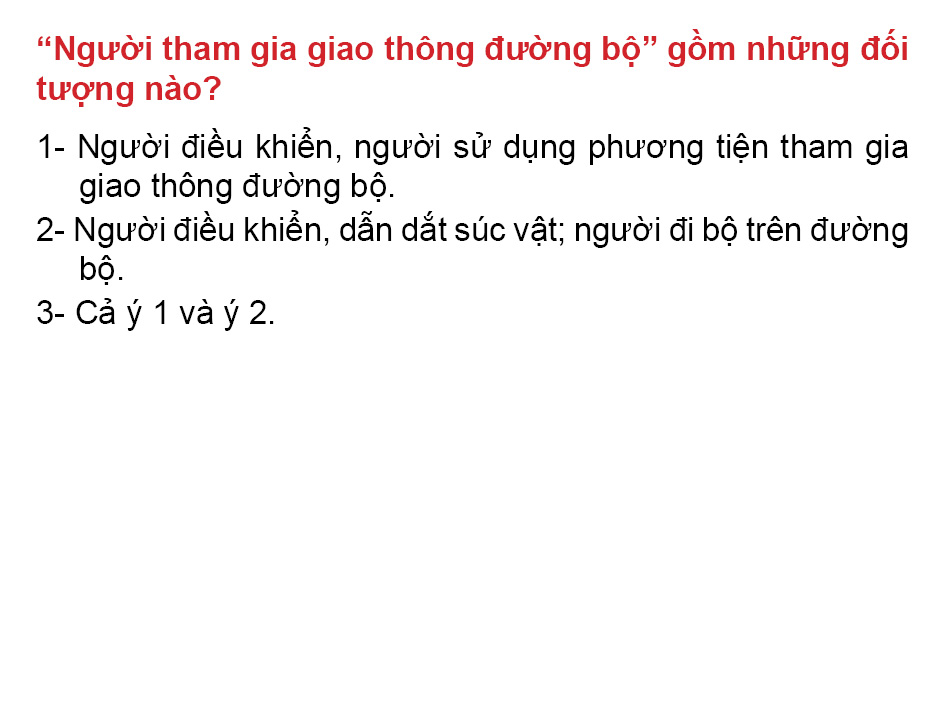 “Người tham gia giao thông đường bộ” gồm những đối
tượng nào?
1- Người điều khiển, người sử dụng phương tiện tham gia
giao thông đường bộ.
2- Người điều khiển, dẫn dắt súc vật; người đi bộ trên đường
bộ.
3- Cả ý 1 và ý 2.